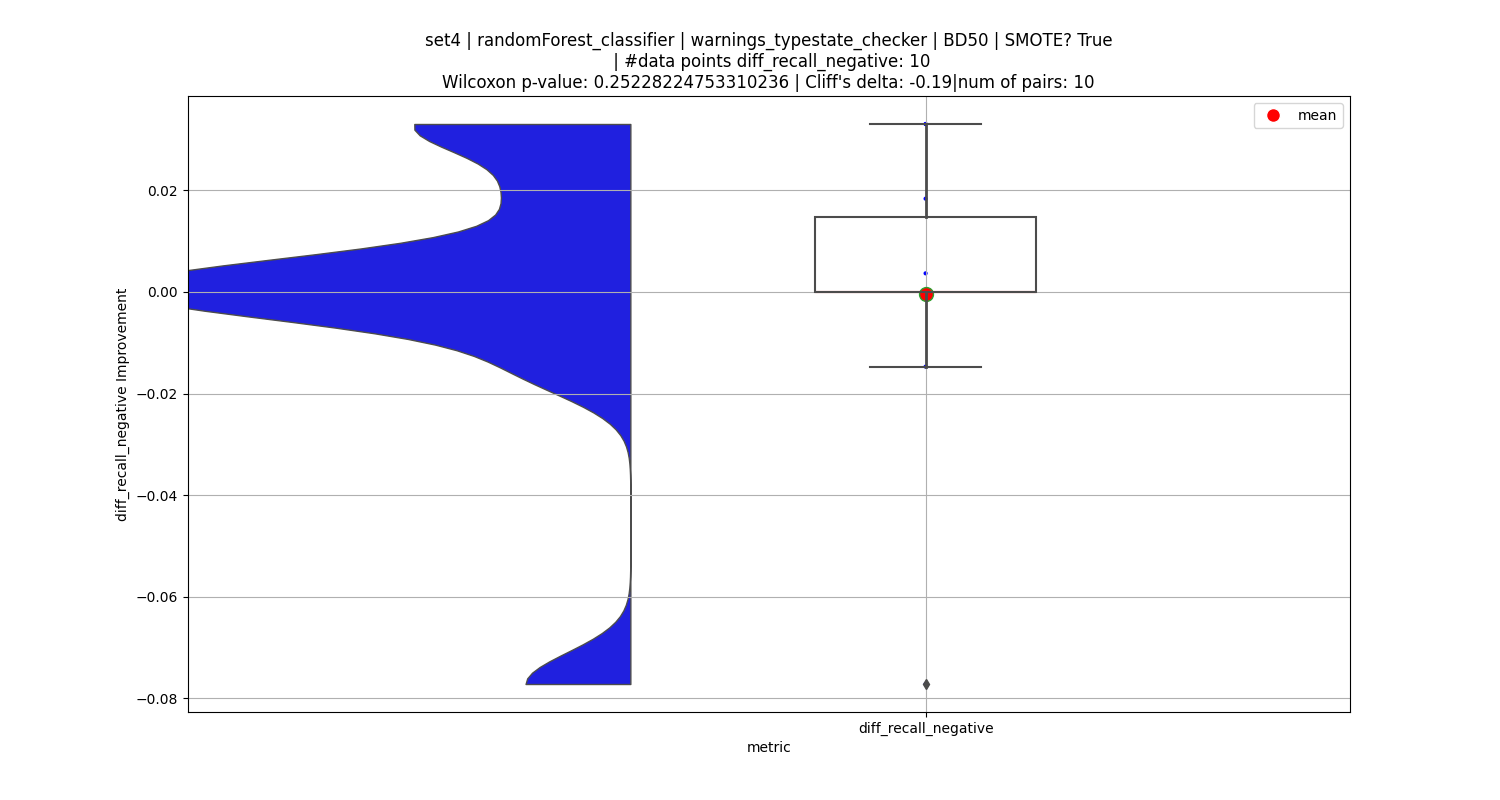 set4 | randomForest_classifier | warnings_typestate_checker | BD50 | SMOTE? True
| #data points diff_recall_negative: 10
Wilcoxon p-value: 0.25228224753310236 | Cliff's delta: -0.19|num of pairs: 10
mean
0.02
0.00
−0.02
−0.04
−0.06
−0.08
diff_recall_negative Improvement
diff_recall_negative
metric